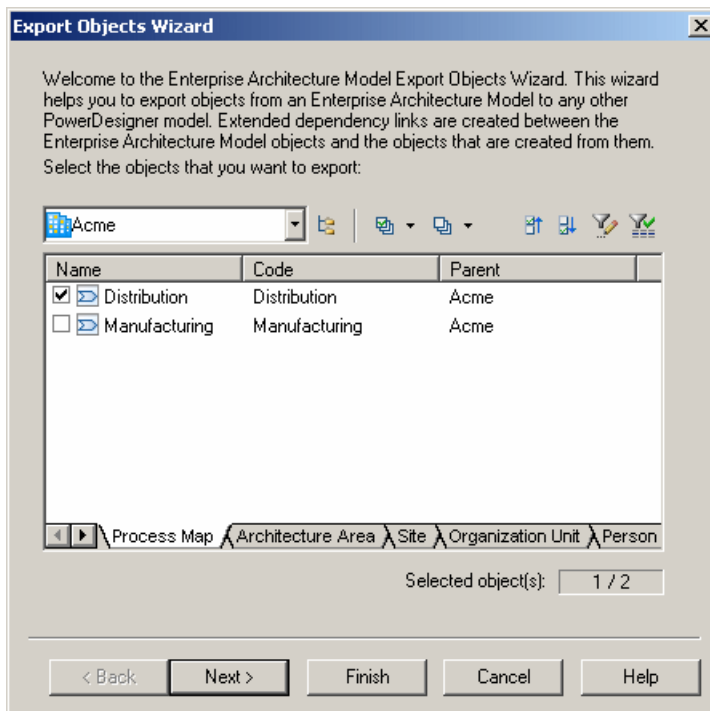 Export Objects Wizard
Welcome to the Enterprise Architecture Model Export Objects Wizard. This wizard
helps you to export objects from an Enterprise Architecture Model to any other
PowerDesigner model. Extended dependency links are created between the
Enterprise Architecture Model objects and the objects that are created from them.
Select the objects that you want to export:
Acme
Name Code Parent
Distribution Distribution Acme
Manufacturing Manufacturing Acme
Process Map Architecture Area Site Organization Unit Person
Selected object(s): 1 / 2
< Back Next > Finish Cancel Help